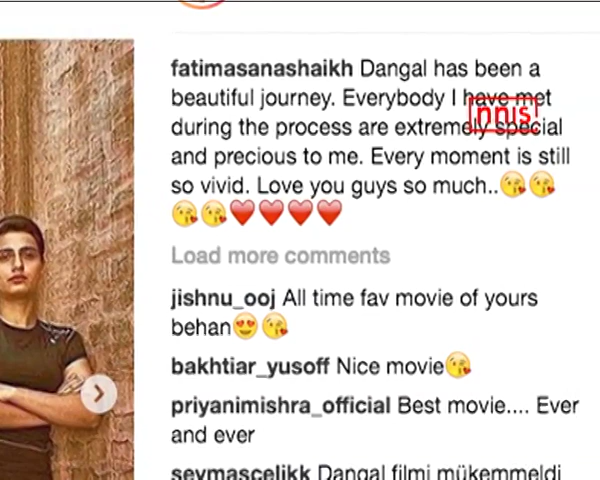 fatimasanashaikh Dangal has been a
beautiful journey. Everybody I have met
during the process are extremely special
and precious to me. Every moment is still
so vivid. Love you guys so much..😘😘
😘😘❤️❤️❤️❤️
Load more comments
jishnu_ooj All time fav movie of yours
behan😍😘
bakhtiar_yusoff Nice movie😘
priyanimishra_official Best movie.... Ever
and ever
seymascelikk Dangal filmi mükemmeldi